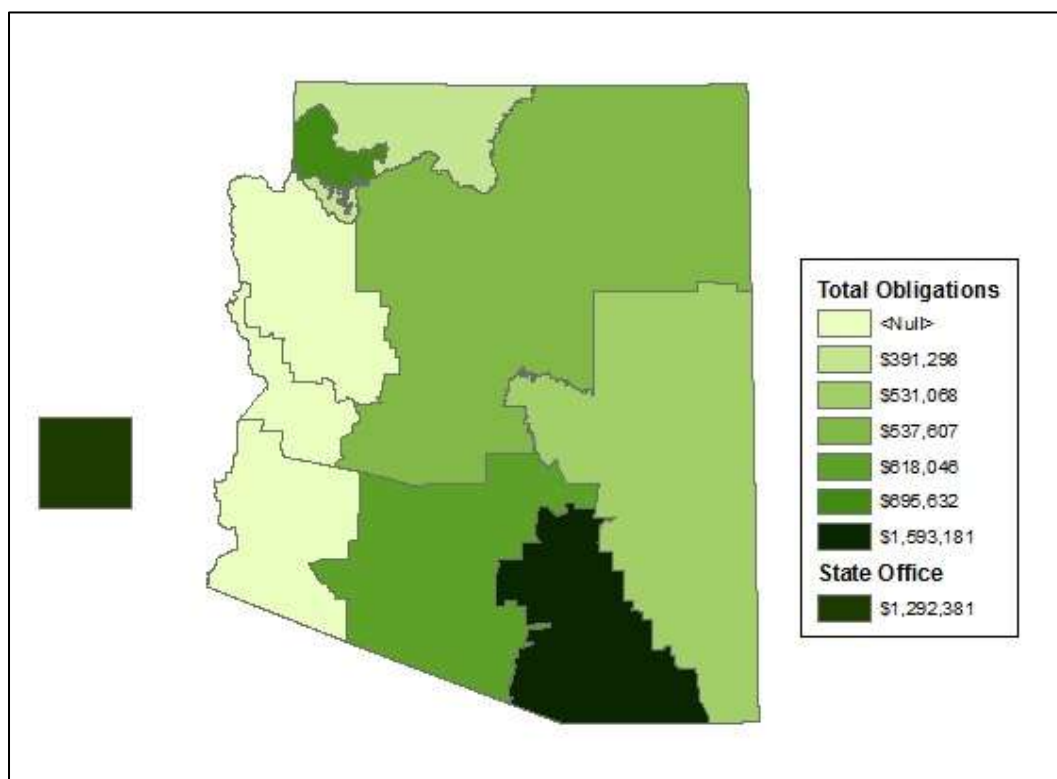 Total Obligations
<Null>
$391,298
$531,068
$537,607
$618,046
$695,632
$1,593,181
State Office
$1,292,381